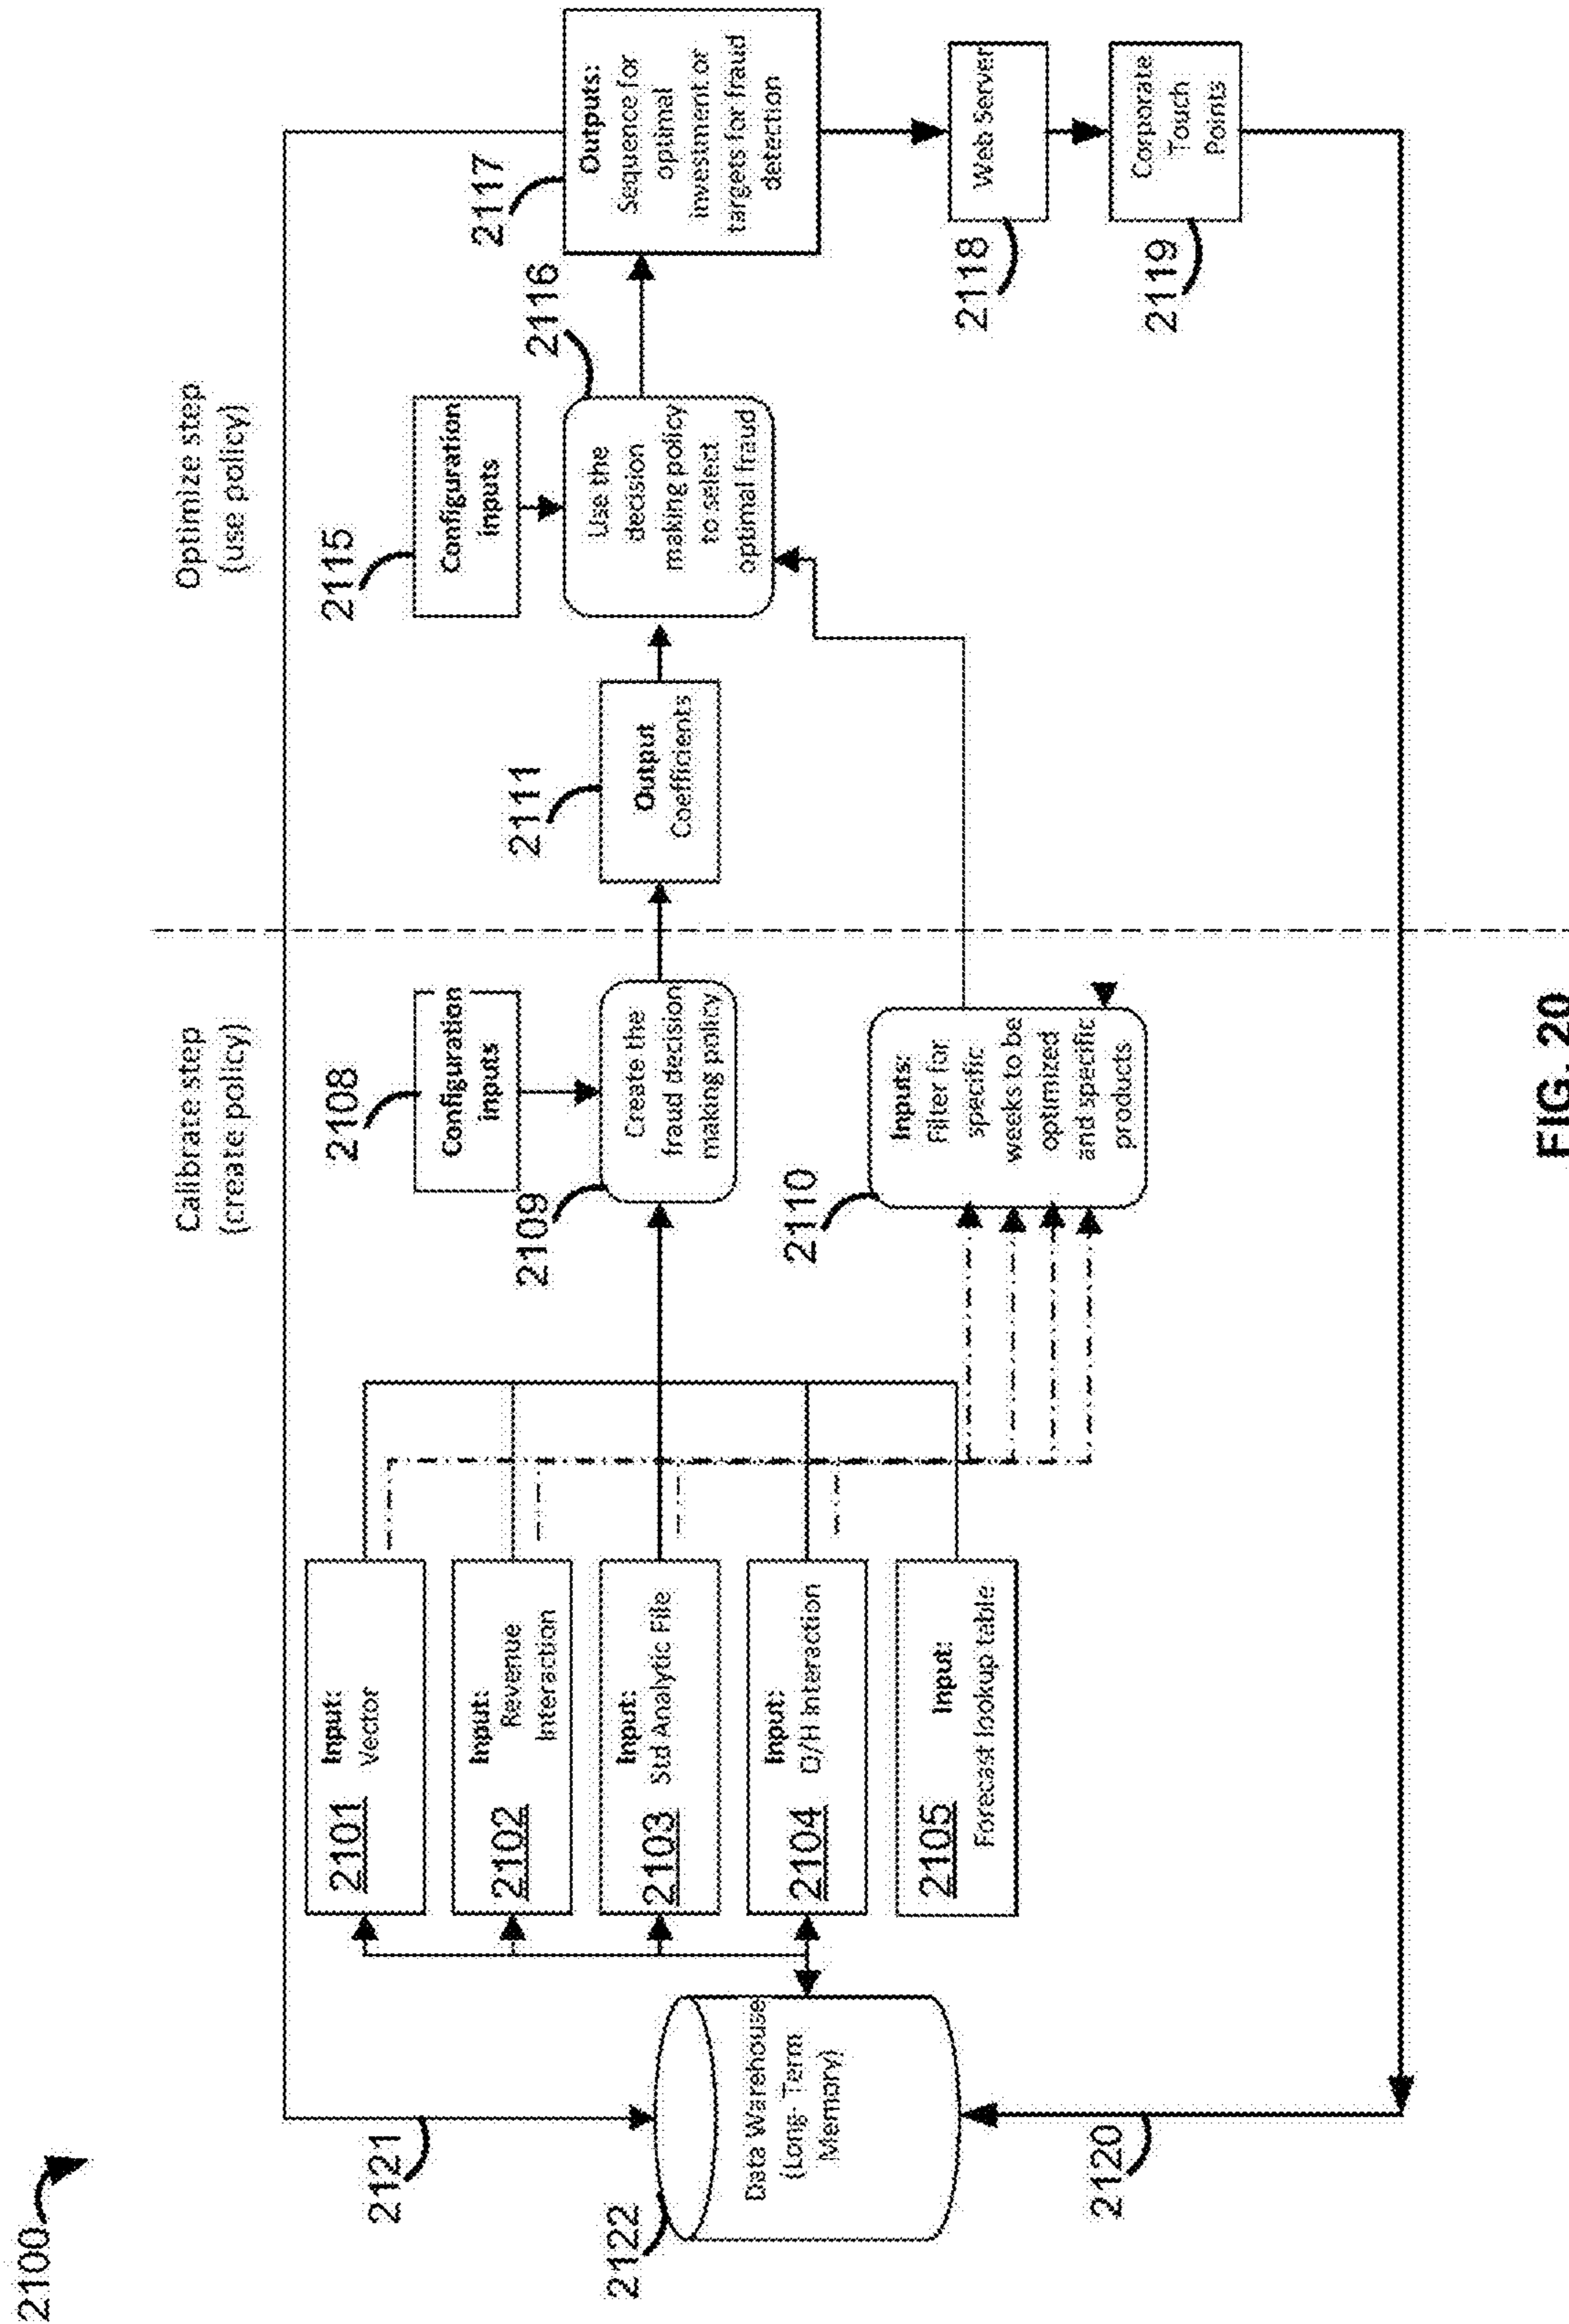 2100
Calibrate step
(create policy)
Optimize step
(use policy)
2121
2122
Data Warehouse
(Long- Term
Memory)
2120
Input:
Vector
2101
Input:
Revenue
Interaction
2102
Input:
Std Analytic File
2103
Input:
O/H Interaction
2104
Input:
Forecast lookup table
2105
2108
Configuration
inputs
2109
Create the
fraud decision
making policy
2110
Inputs:
Filter for
specific
weeks to be
optimized
and specific
products
2111
Output
Coefficients
2115
Configuration
inputs
2116
Use the
decision
making policy
to select
optimal fraud
2117
Outputs:
Sequence for
optimal
investment or
targets for fraud
detection
2118
Web Server
2119
Corporate
Touch
Points
FIG. 20